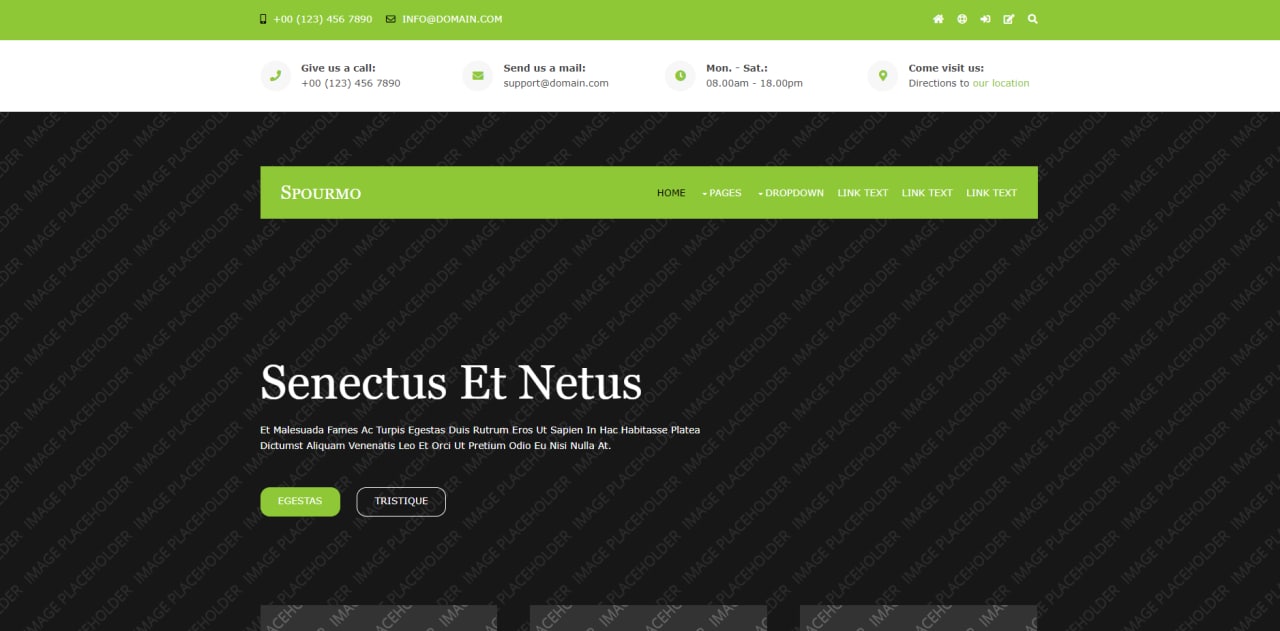 +00 (123) 456 7890 INFO@DOMAIN.COM
Give us a call:
+00 (123) 456 7890
Send us a mail:
support@domain.com
Mon. - Sat.:
08.00am - 18.00pm
Come visit us:
Directions to our location
Spourmo
HOME PAGES DROPDOWN LINK TEXT LINK TEXT LINK TEXT
Senectus Et Netus
Et Malesuada Fames Ac Turpis Egestas Duis Rutrum Eros Ut Sapien In Hac Habitasse Platea
Dictumst Aliquam Venenatis Leo Et Orci Ut Pretium Odio Eu Nisi Nulla At.
EGESTAS TRISTIQUE
IMAGE PLACEHOLDER